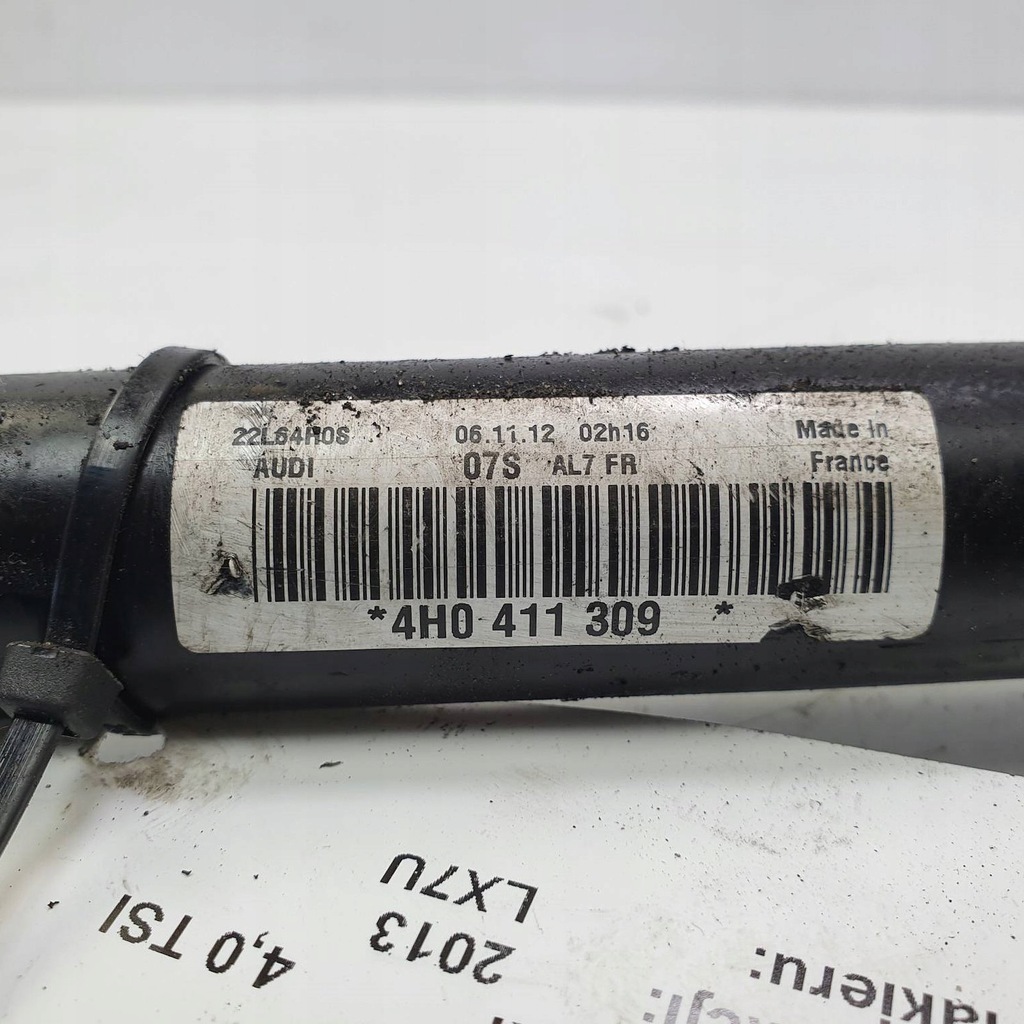 22L64H0S 06.11.12 02h16 Made in
AUDI 07S AL7 FR France
*4H0 411 309 *
LX7U
2013
4,0 TSI